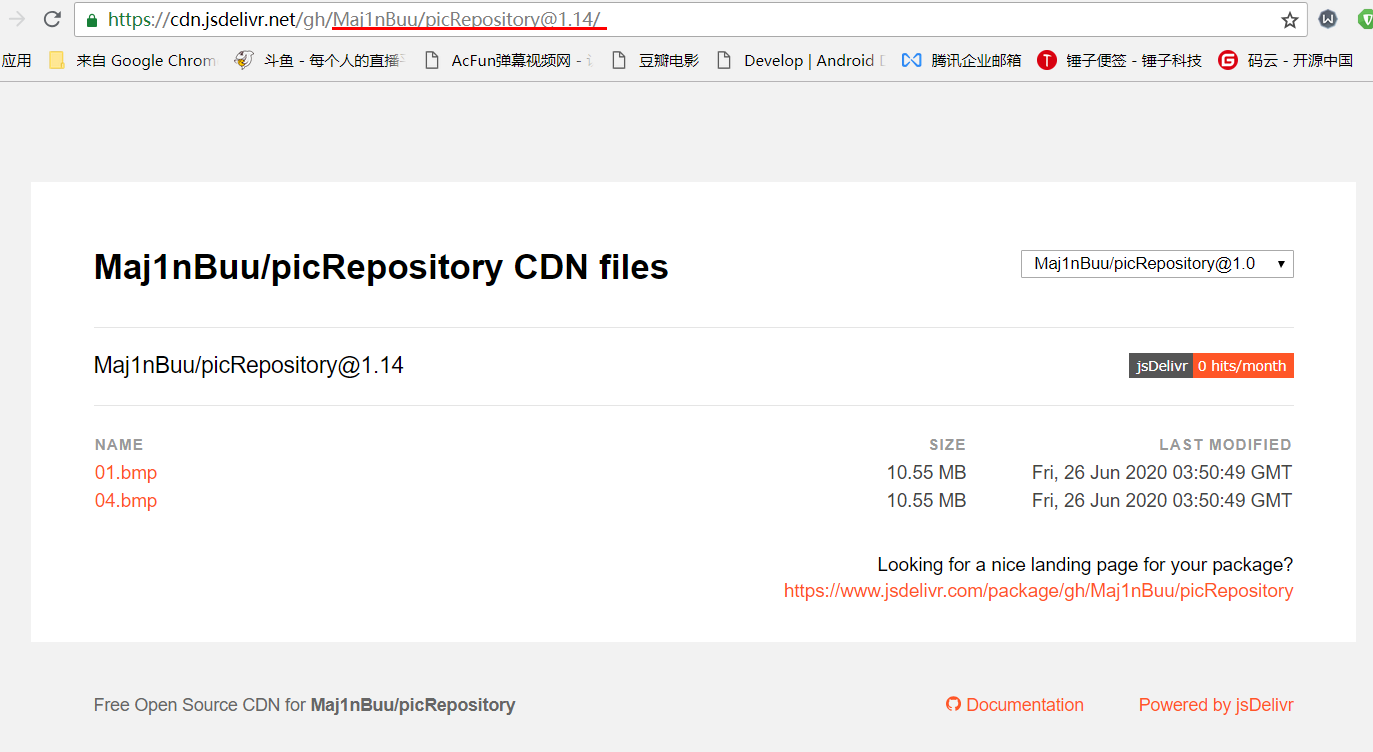 https://cdn.jsdelivr.net/gh/Maj1nBuu/picRepository@1.14/
应用 来自 Google Chrom 斗鱼 - 每个人的直播 AcFun弹幕视频网 - 豆瓣电影 Develop | Android 腾讯企业邮箱 锤子便签 - 锤子科技 码云 - 开源中国
Maj1nBuu/picRepository CDN files
Maj1nBuu/picRepository@1.0
Maj1nBuu/picRepository@1.14
jsDelivr 0 hits/month
NAME SIZE LAST MODIFIED
01.bmp 10.55 MB Fri, 26 Jun 2020 03:50:49 GMT
04.bmp 10.55 MB Fri, 26 Jun 2020 03:50:49 GMT
Looking for a nice landing page for your package?
https://www.jsdelivr.com/package/gh/Maj1nBuu/picRepository
Free Open Source CDN for Maj1nBuu/picRepository
Documentation
Powered by jsDelivr